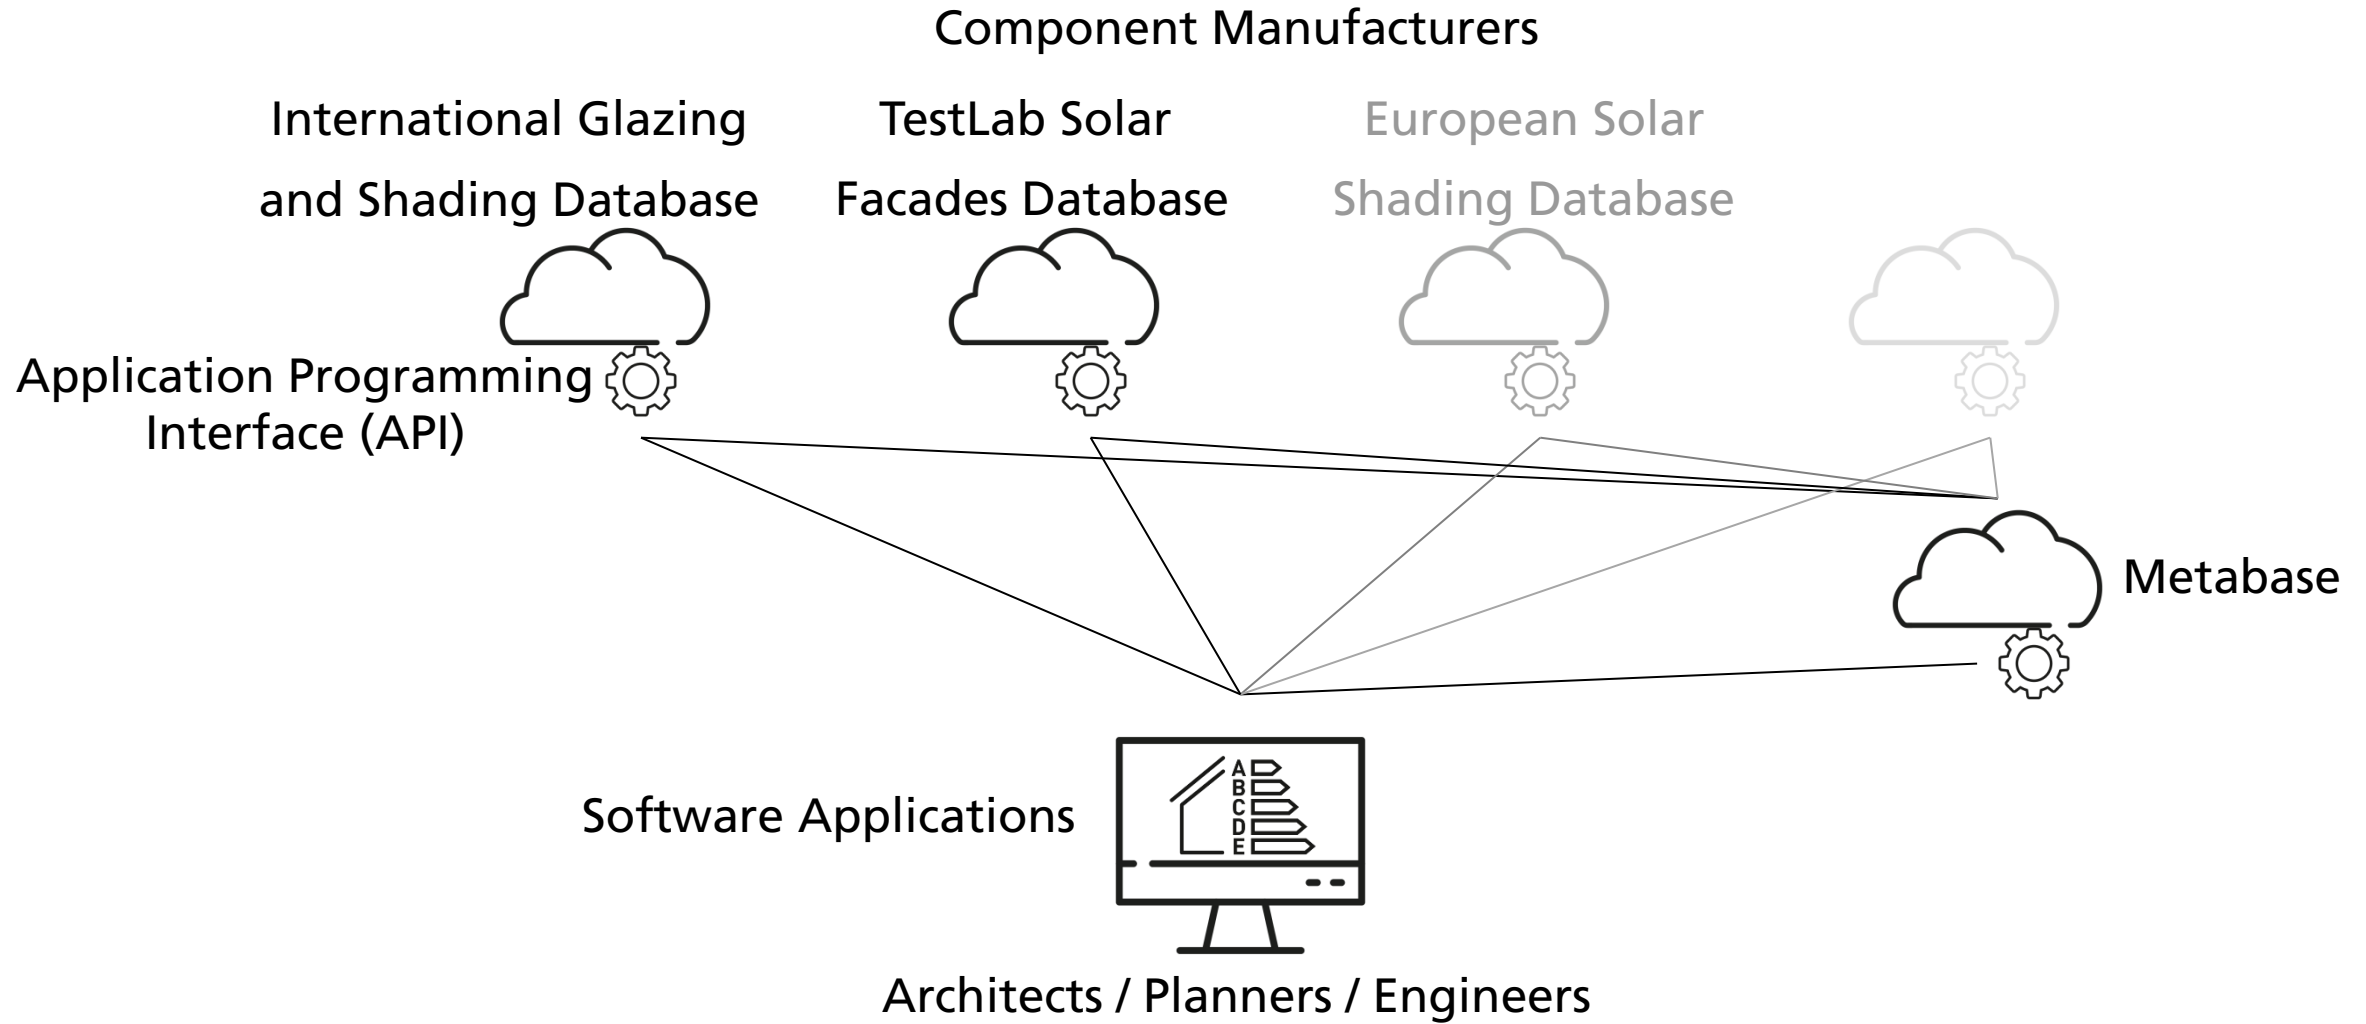 Component Manufacturers
International Glazing
and Shading Database
TestLab Solar
Facades Database
European Solar
Shading Database
Application Programming
Interface (API)
Metabase
Software Applications
A
B
C
D
E
Architects / Planners / Engineers